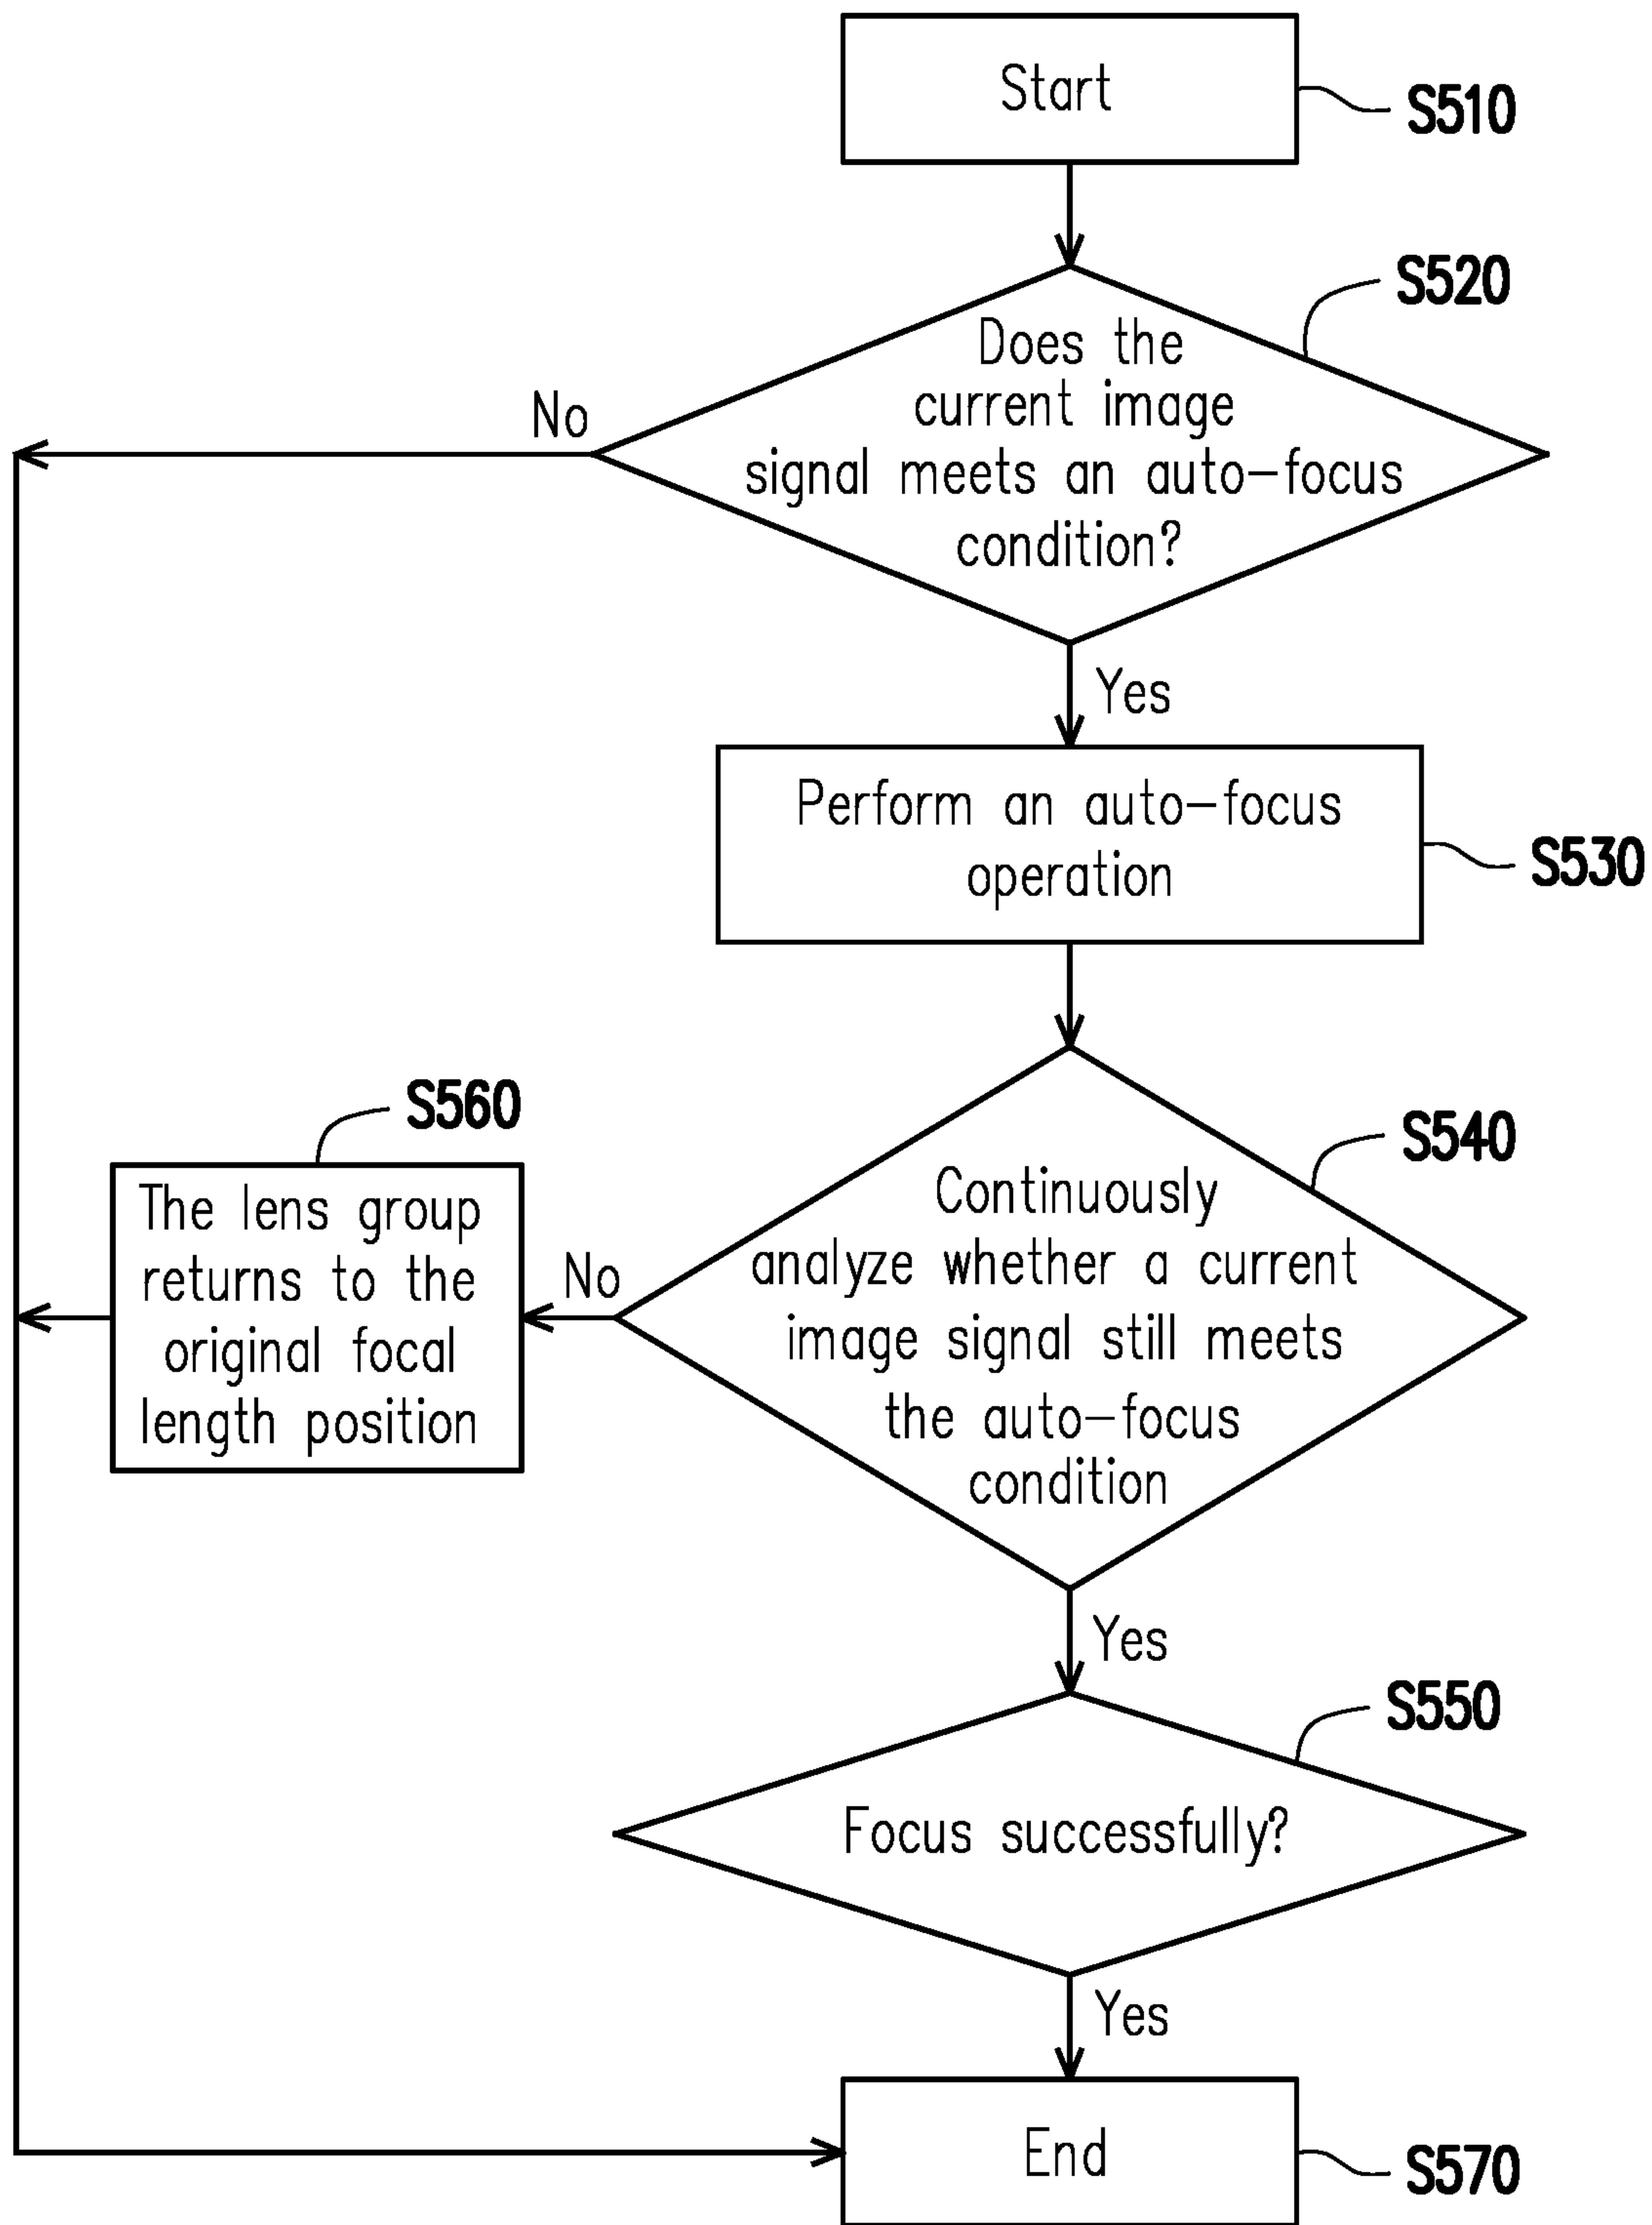 Start
S510
S520
Does the
current image
signal meets an auto-focus
condition?
No
Yes
Perform an auto-focus
operation
S530
S540
Continuously
analyze whether a current
image signal still meets
the auto-focus
condition
No
S560
The lens group
returns to the
original focal
length position
Yes
S550
Focus successfully?
Yes
End
S570